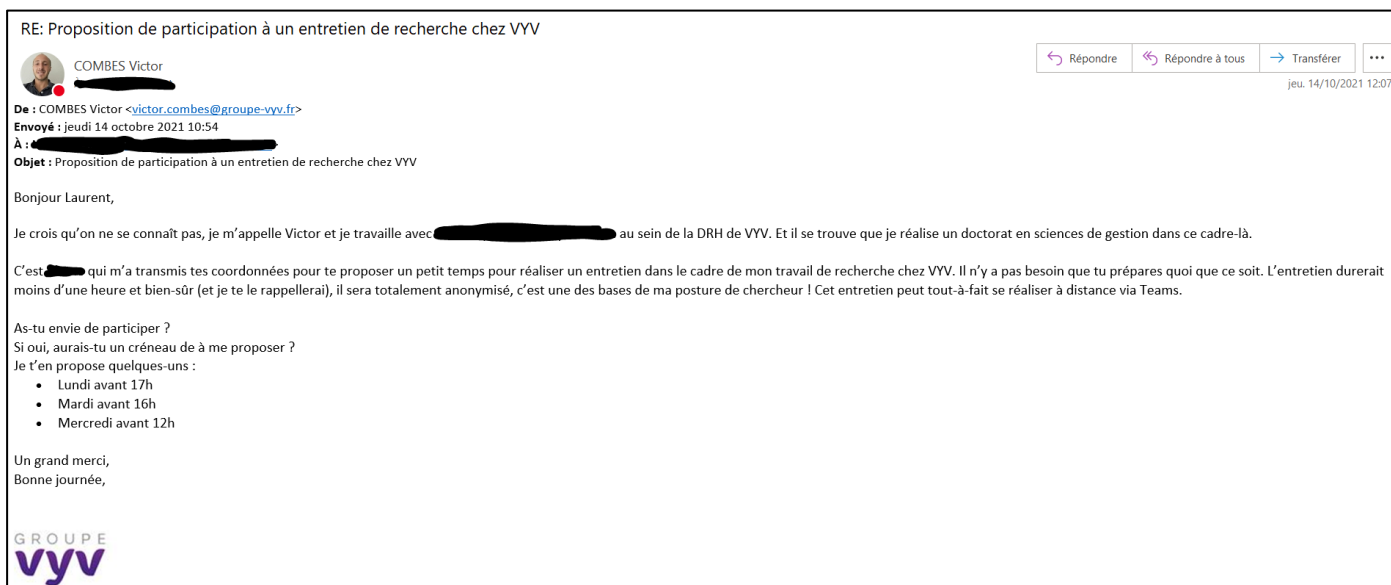 RE: Proposition de participation à un entretien de recherche chez VYV
COMBES Victor
Répondre
Répondre à tous
Transférer
jeu. 14/10/2021 12:07
De : COMBES Victor <victor.combes@groupe-vyv.fr>
Envoyé : jeudi 14 octobre 2021 10:54
À :
Objet : Proposition de participation à un entretien de recherche chez VYV
Bonjour Laurent,
Je crois qu'on ne se connaît pas, je m'appelle Victor et je travaille avec au sein de la DRH de VYV. Et il se trouve que je réalise un doctorat en sciences de gestion dans ce cadre-là.
C'est qui m'a transmis tes coordonnées pour te proposer un petit temps pour réaliser un entretien dans le cadre de mon travail de recherche chez VYV. Il n'y a pas besoin que tu prépares quoi que ce soit. L'entretien durerait
moins d'une heure et bien-sûr (et je te le rappellerai), il sera totalement anonymisé, c'est une des bases de ma posture de chercheur ! Cet entretien peut tout-à-fait se réaliser à distance via Teams.
As-tu envie de participer ?
Si oui, aurais-tu un créneau de à me proposer ?
Je t'en propose quelques-uns :
• Lundi avant 17h
• Mardi avant 16h
• Mercredi avant 12h
Un grand merci,
Bonne journée,
GROUPE
vyv